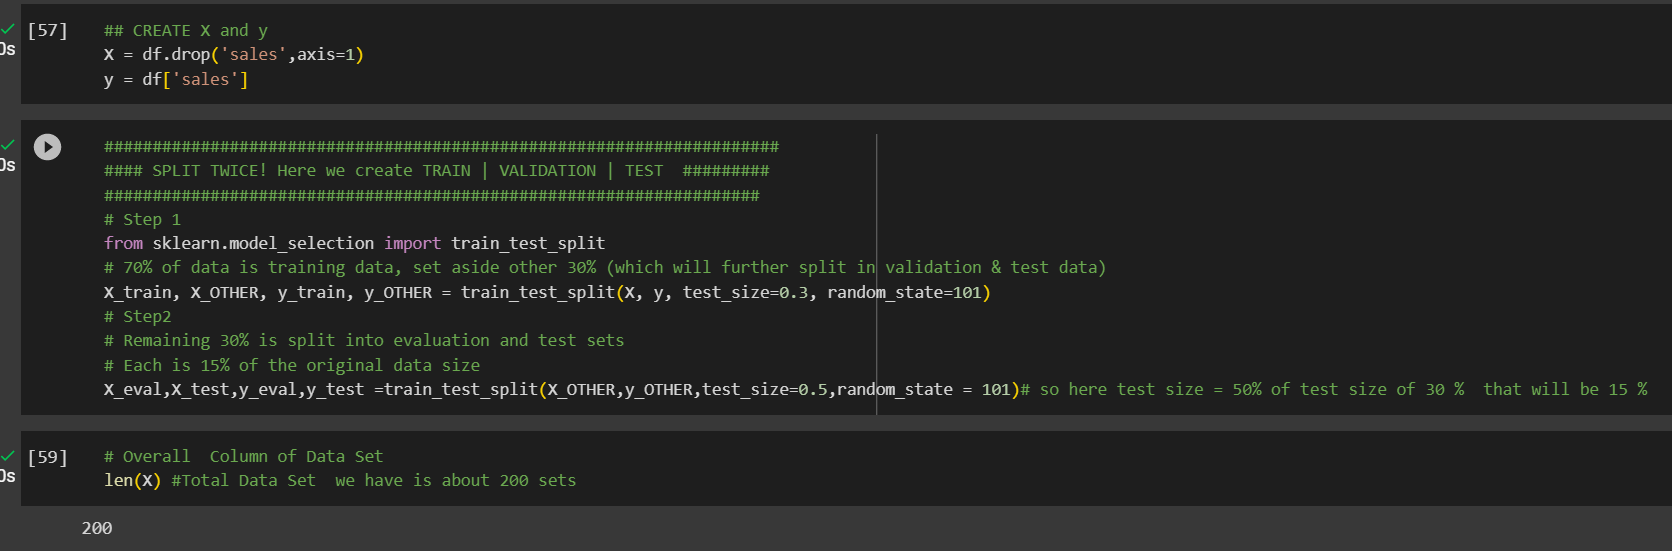 [57] ## CREATE X and y
X = df.drop('sales',axis=1)
y = df['sales']
0s
######################################################################
#### SPLIT TWICE! Here we create TRAIN | VALIDATION | TEST  #########
####################################################################
# Step 1
from sklearn.model_selection import train_test_split
# 70% of data is training data, set aside other 30% (which will further split in validation & test data)
X_train, X_OTHER, y_train, y_OTHER = train_test_split(X, y, test_size=0.3, random_state=101)
# Step2
# Remaining 30% is split into evaluation and test sets
# Each is 15% of the original data size
X_eval,X_test,y_eval,y_test =train_test_split(X_OTHER,y_OTHER,test_size=0.5,random_state = 101)# so here test size = 50% of test size of 30 %  that will be 15 %
0s
[59] # Overall  Column of Data Set
len(X) #Total Data Set  we have is about 200 sets
0s
200